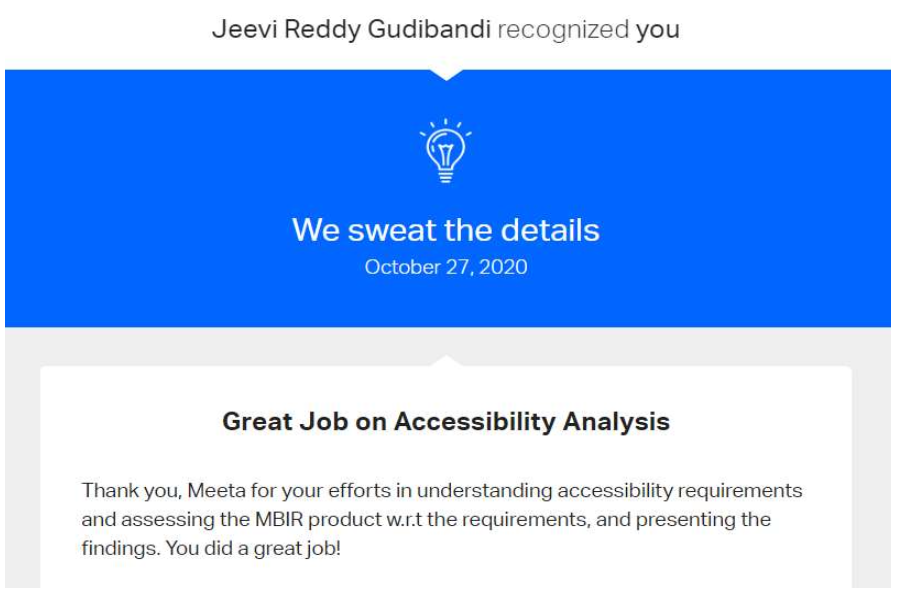 Jeevi Reddy Gudibandi recognized you
We sweat the details
October 27, 2020
Great Job on Accessibility Analysis
Thank you, Meeta for your efforts in understanding accessibility requirements
and assessing the MBIR product w.r.t the requirements, and presenting the
findings. You did a great job!